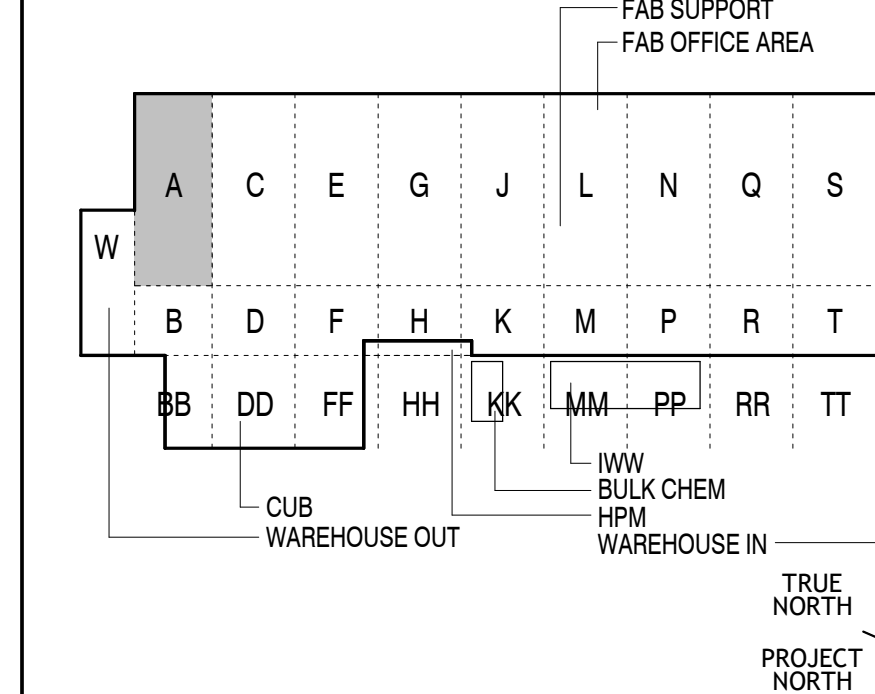 FAB SUPPORT
FAB OFFICE AREA
A C E G J L N Q S
W
B D F H K M P R T
BB DD FF HH KK MM PP RR TT
IWW
BULK CHEM
CUB
HPM
WAREHOUSE OUT
WAREHOUSE IN
TRUE
NORTH
PROJECT
NORTH